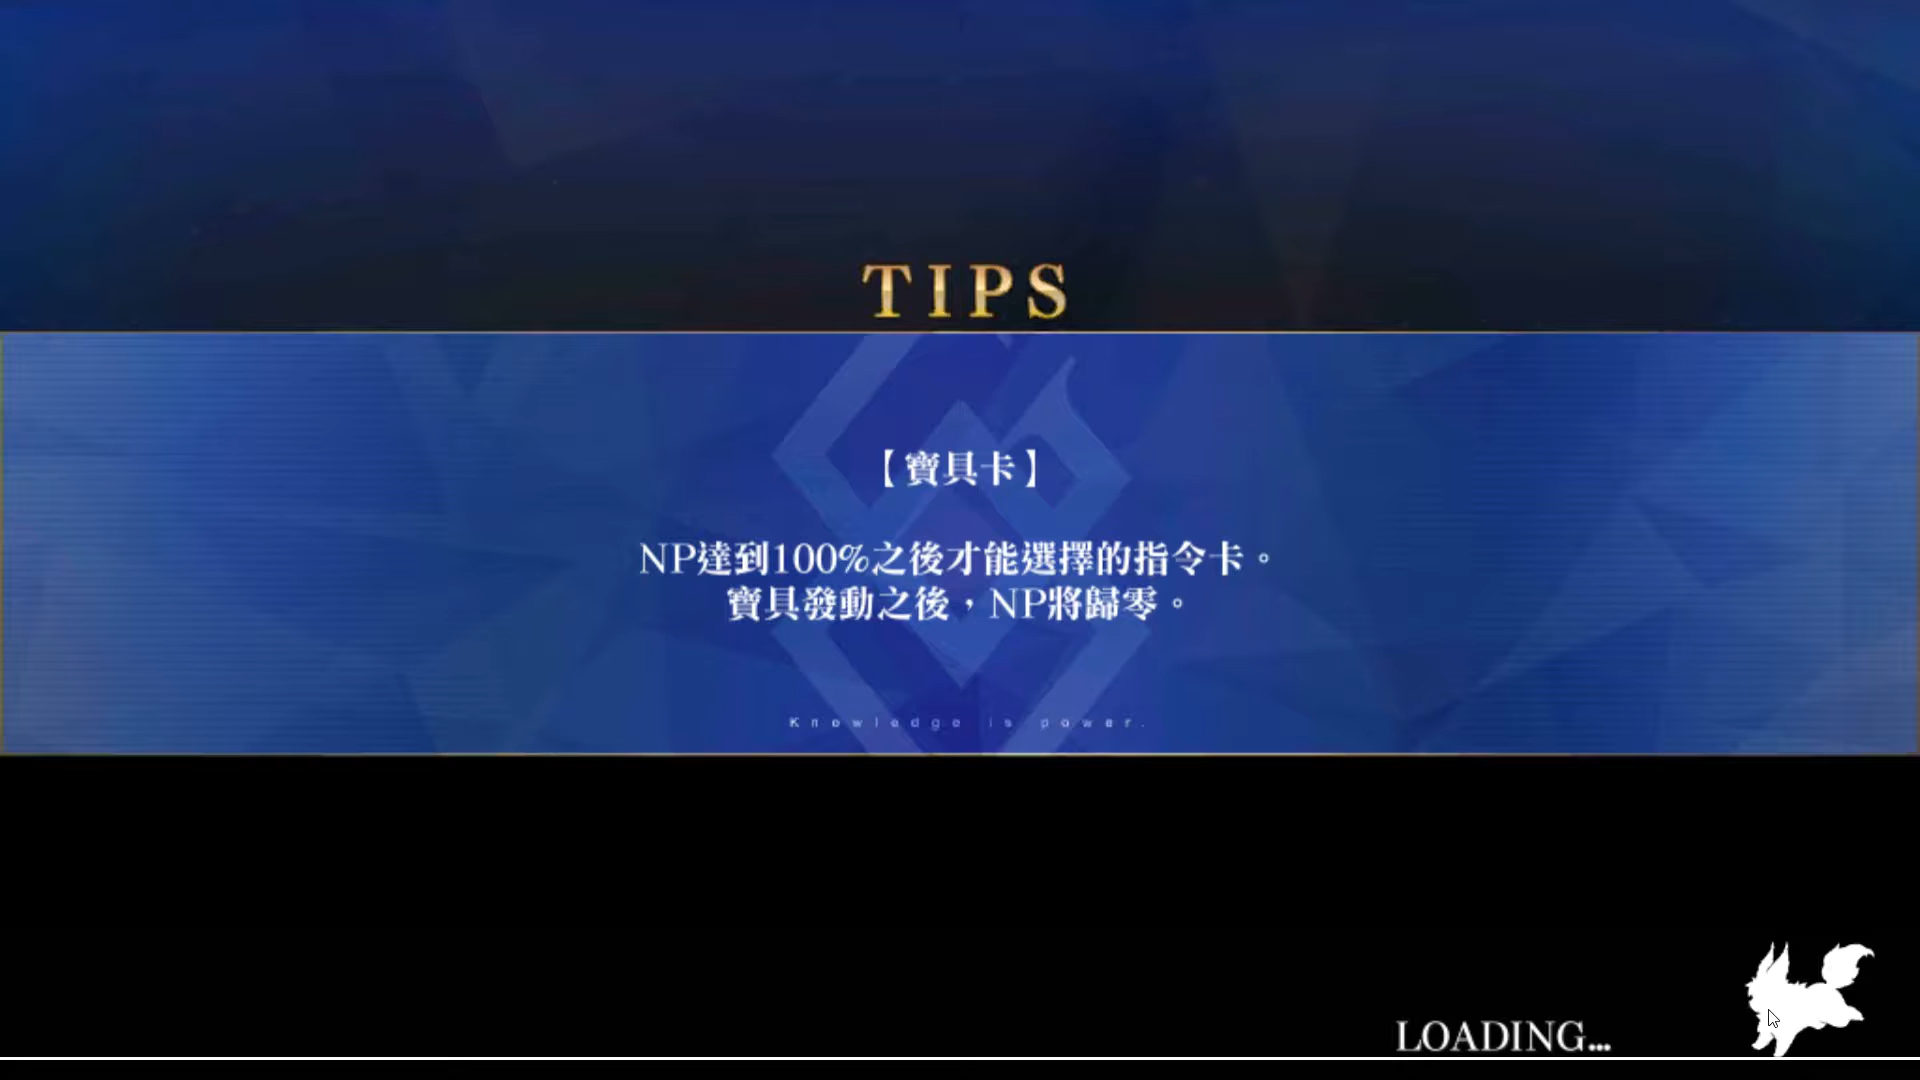 TIPS
【寶具卡】
NP達到100%之後才能選擇的指令卡。
寶具發動之後，NP將歸零。
Knowledge is power.
LOADING...